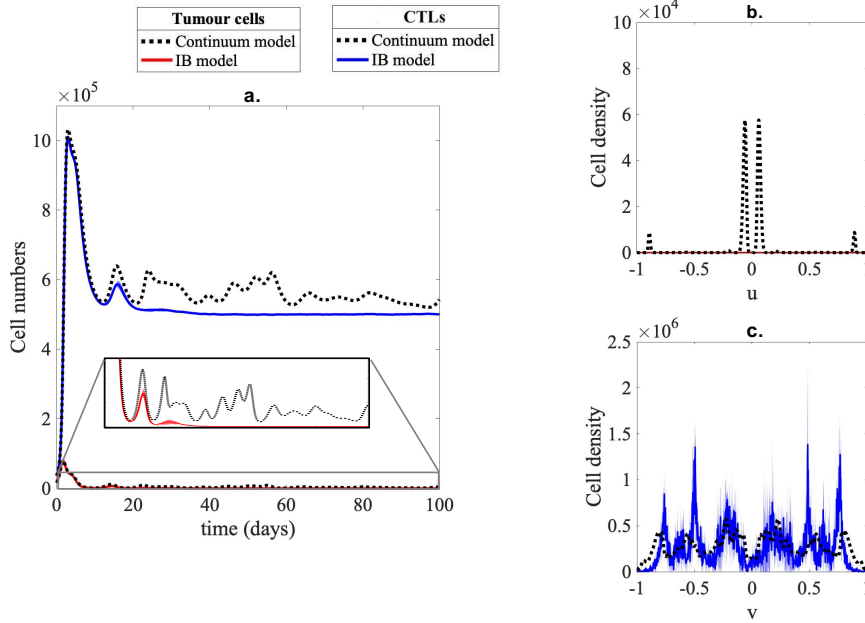 Tumour cells
Continuum model
IB model
CTLs
Continuum model
IB model
a.
×10^5
10
8
6
4
2
0
Cell numbers
0 20 40 60 80 100
time (days)
b.
×10^4
10
8
6
4
2
0
Cell density
-1 -0.5 0 0.5 1
u
c.
×10^6
2.5
2
1.5
1
0.5
0
Cell density
-1 -0.5 0 0.5 1
v